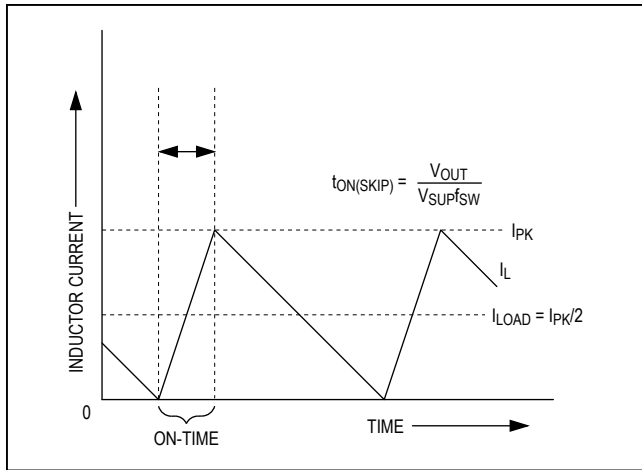 INDUCTOR CURRENT
tON(SKIP) = VOUT / VSUPfSW
IPK
IL
ILOAD = IPK/2
0
ON-TIME
TIME